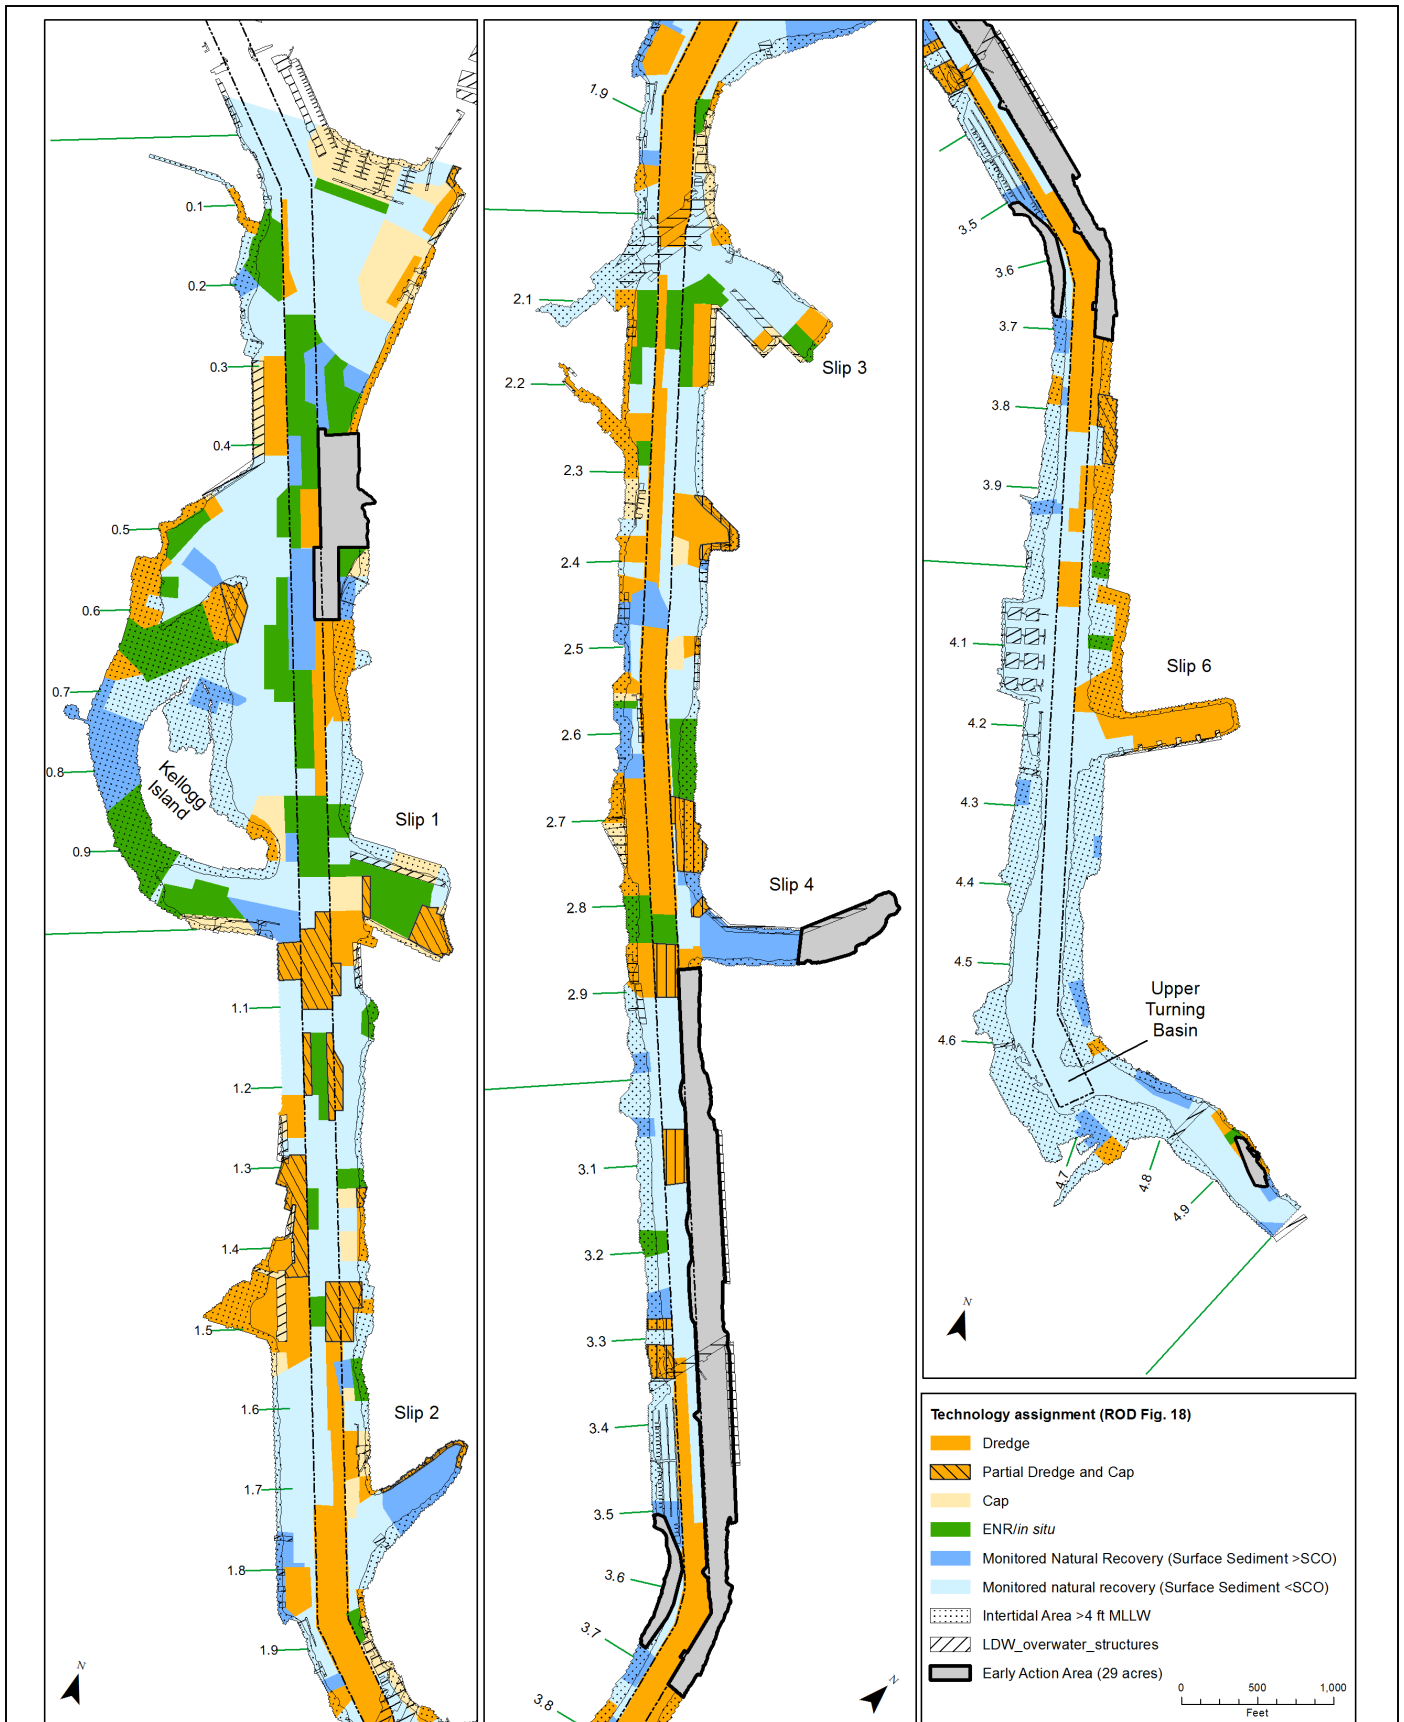 0.1
0.2
0.3
0.4
0.5
0.6
0.7
0.8
Kellogg
Island
Slip 1
0.9
1.1
1.2
1.3
1.4
1.5
Slip 2
1.6
1.7
1.8
1.9
N
1.9
2.1
Slip 3
2.2
2.3
2.4
2.5
2.6
2.7
Slip 4
2.8
2.9
3.1
3.2
3.3
3.4
3.5
3.6
3.7
3.8
N
3.5
3.6
3.7
3.8
3.9
4.1
Slip 6
4.2
4.3
4.4
4.5
Upper
Turning
Basin
4.6
4.7
4.8
4.9
N
Technology assignment (ROD Fig. 18)
Dredge
Partial Dredge and Cap
Cap
ENR/in situ
Monitored Natural Recovery (Surface Sediment >SCO)
Monitored natural recovery (Surface Sediment <SCO)
Intertidal Area >4 ft MLLW
LDW_overwater_structures
Early Action Area (29 acres)
0 500 1,000
Feet